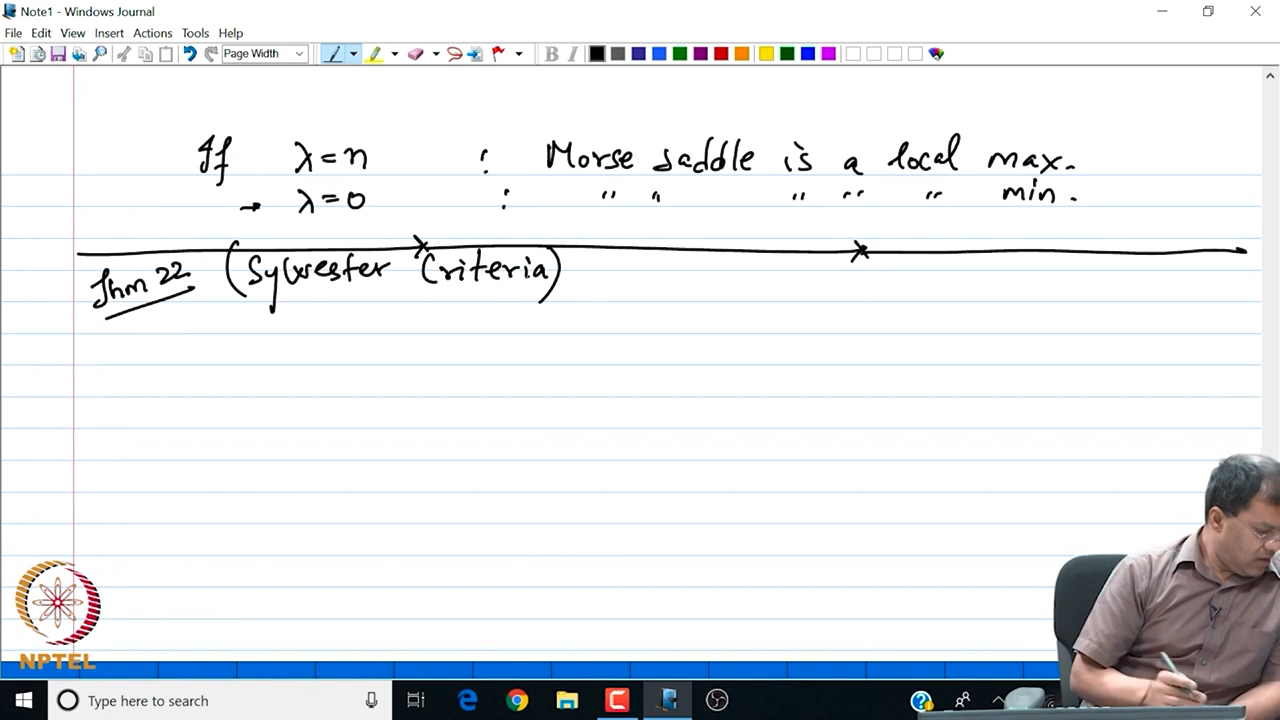 Note1 - Windows Journal
File Edit View Insert Actions Tools Help
Page Width
B I
If λ = n : Morse saddle is a local max.
→ λ = 0 : " " " " " min.
Thm 22 (Sylvester Criteria)
NPTEL
Type here to search